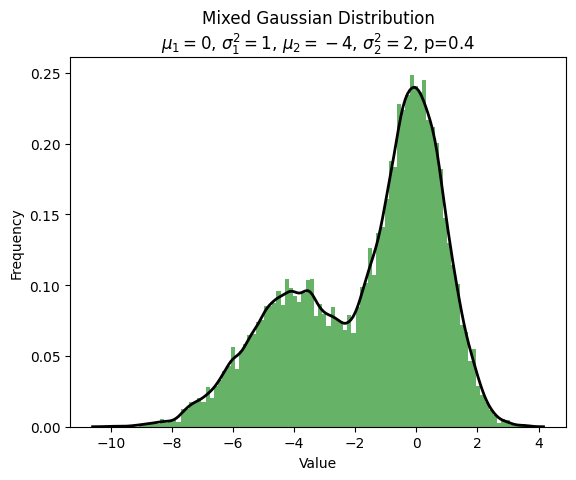 Mixed Gaussian Distribution
μ₁ = 0, σ₁² = 1, μ₂ = −4, σ₂² = 2, p=0.4
0.25
0.20
0.15
0.10
0.05
0.00
Frequency
−10 −8 −6 −4 −2 0 2 4
Value